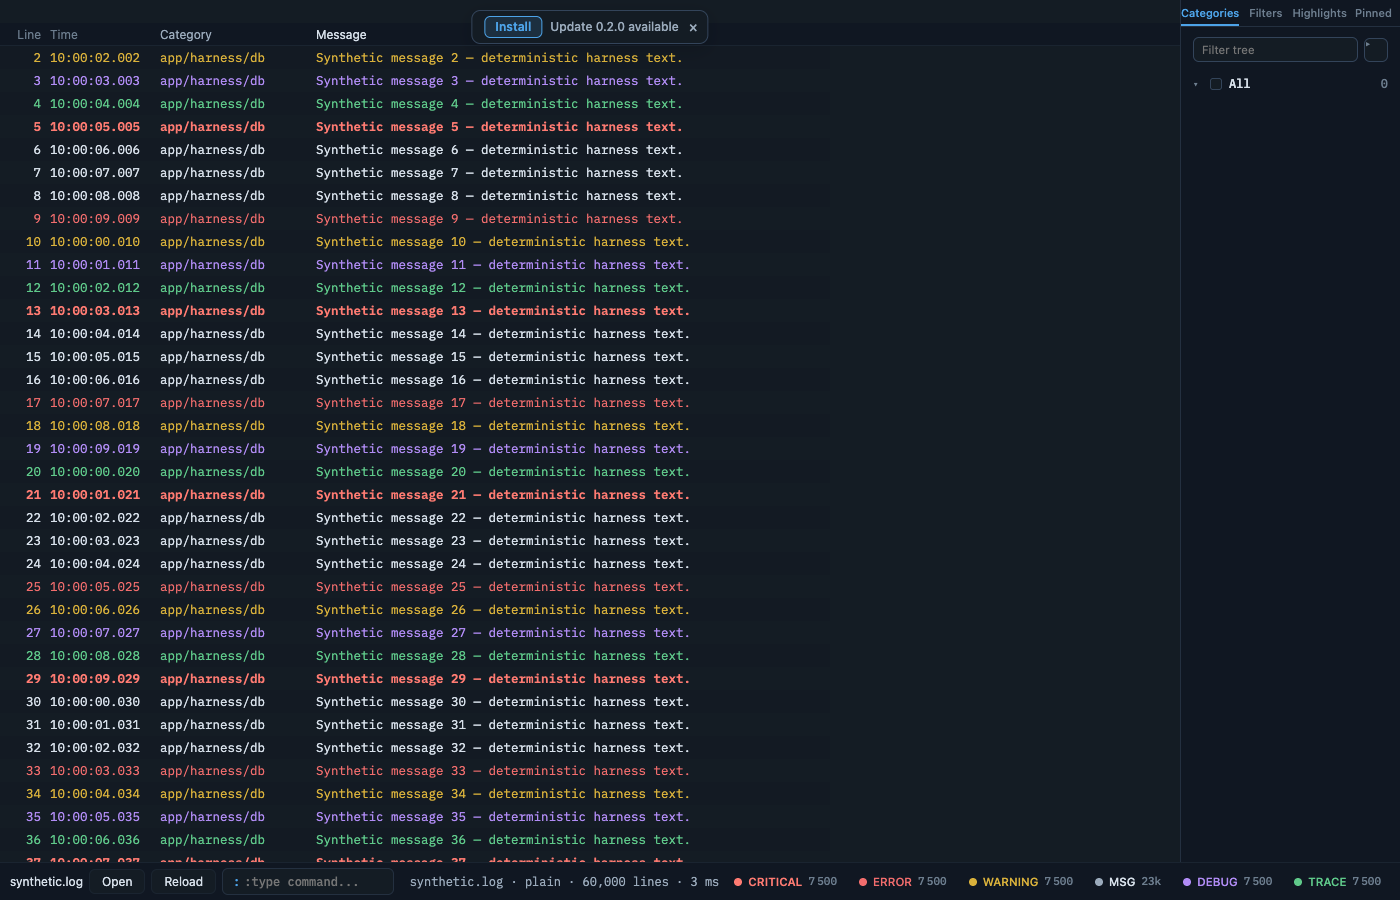 Install Update 0.2.0 available ×
Categories Filters Highlights Pinned
Line Time Category Message
Filter tree
All 0
2 10:00:02.002 app/harness/db Synthetic message 2 — deterministic harness text.
3 10:00:03.003 app/harness/db Synthetic message 3 — deterministic harness text.
4 10:00:04.004 app/harness/db Synthetic message 4 — deterministic harness text.
5 10:00:05.005 app/harness/db Synthetic message 5 — deterministic harness text.
6 10:00:06.006 app/harness/db Synthetic message 6 — deterministic harness text.
7 10:00:07.007 app/harness/db Synthetic message 7 — deterministic harness text.
8 10:00:08.008 app/harness/db Synthetic message 8 — deterministic harness text.
9 10:00:09.009 app/harness/db Synthetic message 9 — deterministic harness text.
10 10:00:00.010 app/harness/db Synthetic message 10 — deterministic harness text.
11 10:00:01.011 app/harness/db Synthetic message 11 — deterministic harness text.
12 10:00:02.012 app/harness/db Synthetic message 12 — deterministic harness text.
13 10:00:03.013 app/harness/db Synthetic message 13 — deterministic harness text.
14 10:00:04.014 app/harness/db Synthetic message 14 — deterministic harness text.
15 10:00:05.015 app/harness/db Synthetic message 15 — deterministic harness text.
16 10:00:06.016 app/harness/db Synthetic message 16 — deterministic harness text.
17 10:00:07.017 app/harness/db Synthetic message 17 — deterministic harness text.
18 10:00:08.018 app/harness/db Synthetic message 18 — deterministic harness text.
19 10:00:09.019 app/harness/db Synthetic message 19 — deterministic harness text.
20 10:00:00.020 app/harness/db Synthetic message 20 — deterministic harness text.
21 10:00:01.021 app/harness/db Synthetic message 21 — deterministic harness text.
22 10:00:02.022 app/harness/db Synthetic message 22 — deterministic harness text.
23 10:00:03.023 app/harness/db Synthetic message 23 — deterministic harness text.
24 10:00:04.024 app/harness/db Synthetic message 24 — deterministic harness text.
25 10:00:05.025 app/harness/db Synthetic message 25 — deterministic harness text.
26 10:00:06.026 app/harness/db Synthetic message 26 — deterministic harness text.
27 10:00:07.027 app/harness/db Synthetic message 27 — deterministic harness text.
28 10:00:08.028 app/harness/db Synthetic message 28 — deterministic harness text.
29 10:00:09.029 app/harness/db Synthetic message 29 — deterministic harness text.
30 10:00:00.030 app/harness/db Synthetic message 30 — deterministic harness text.
31 10:00:01.031 app/harness/db Synthetic message 31 — deterministic harness text.
32 10:00:02.032 app/harness/db Synthetic message 32 — deterministic harness text.
33 10:00:03.033 app/harness/db Synthetic message 33 — deterministic harness text.
34 10:00:04.034 app/harness/db Synthetic message 34 — deterministic harness text.
35 10:00:05.035 app/harness/db Synthetic message 35 — deterministic harness text.
36 10:00:06.036 app/harness/db Synthetic message 36 — deterministic harness text.
37 10:00:07.037 app/harness/db Synthetic message 37 — deterministic harness text.
synthetic.log Open Reload : :type command... synthetic.log · plain · 60,000 lines · 3 ms CRITICAL 7 500 ERROR 7 500 WARNING 7 500 MSG 23k DEBUG 7 500 TRACE 7 500